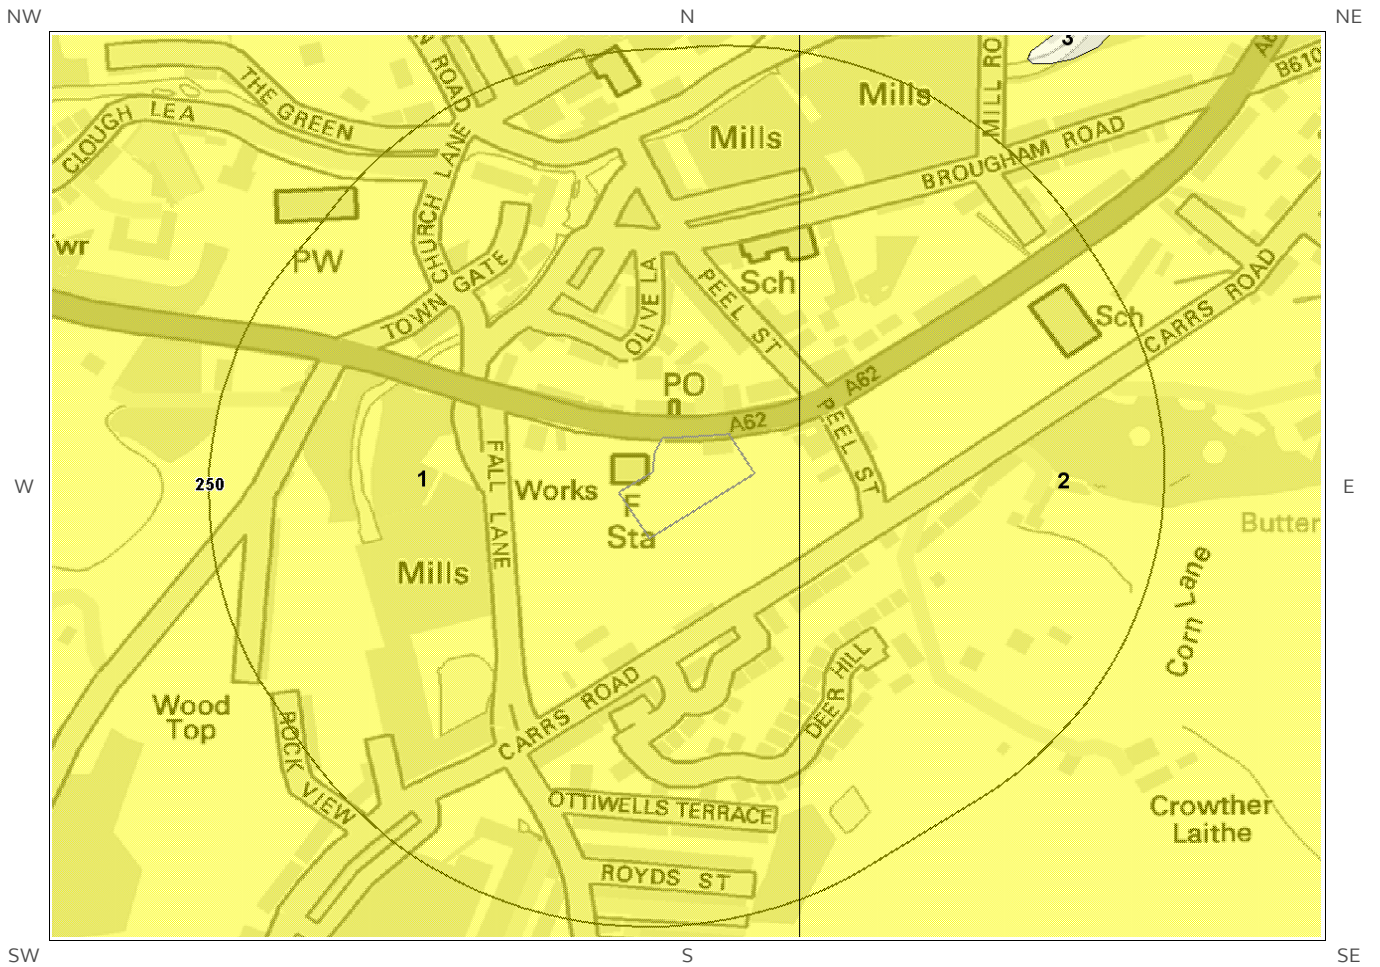 NW
N
NE
3
A6
B610
N ROAD
MILL RO
Mills
THE GREEN
CLOUGH LEA
Mills
BROUGHAM ROAD
CHURCH LANE
wr
PW
TOWN GATE
OLIVE LA
PEEL ST
Sch
Sch
CARRS ROAD
PO
A62
A62
PEEL ST
W
250
1
FALL LANE
Works
F
Sta
2
E
Butter
Mills
Corn Lane
Wood
Top
ROCK VIEW
CARRS ROAD
DEER HILL
OTTIWELLS TERRACE
Crowther
Laithe
ROYDS ST
SW
S
SE